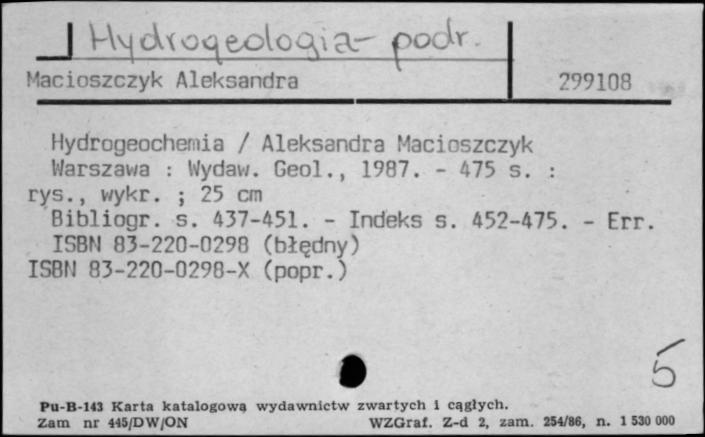 Hydrogeologia - podr.
Macioszczyk Aleksandra 299108
Hydrogeochemia / Aleksandra Macioszczyk
Warszawa : Wydaw. Geol., 1987. - 475 s. :
rys., wykr. ; 25 cm
Bibliogr. s. 437-451. - Indeks s. 452-475. - Err.
ISBN 83-220-0298 (błędny)
ISBN 83-220-0298-X (popr.)
5
Pu-B-143 Karta katalogową wydawnictw zwartych i cągłych.
Zam nr 445/DW/ON WZGraf. Z-d 2, zam. 254/86, n. 1 530 000